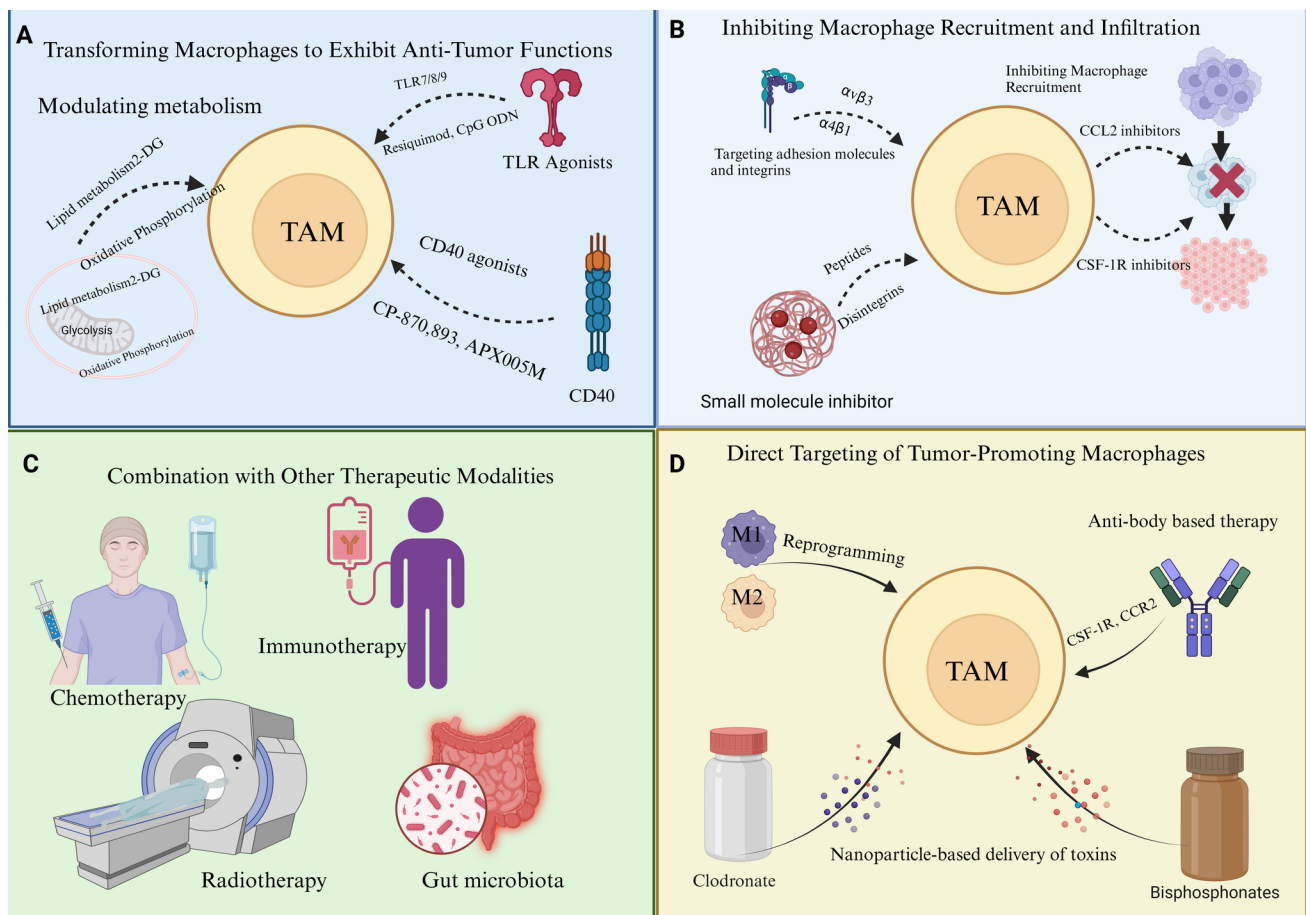 A
Transforming Macrophages to Exhibit Anti-Tumor Functions
Modulating metabolism
Lipid metabolism2-DG
Oxidative Phosphorylation
Lipid metabolism2-DG
Glycolysis
Oxidative Phosphorylation
TAM
TLR7/8/9
Resiquimod, CpG ODN
TLR Agonists
CD40 agonists
CP-870,893, APX005M
CD40
B
Inhibiting Macrophage Recruitment and Infiltration
α
β
αvβ3
α4β1
Targeting adhesion molecules
and integrins
Peptides
Disintegrins
Small molecule inhibitor
TAM
Inhibiting Macrophage
Recruitment
CCL2 inhibitors
CSF-1R inhibitors
C
Combination with Other Therapeutic Modalities
Chemotherapy
Immunotherapy
Radiotherapy
Gut microbiota
D
Direct Targeting of Tumor-Promoting Macrophages
M1
M2
Reprogramming
TAM
Anti-body based therapy
CSF-1R, CCR2
Nanoparticle-based delivery of toxins
Clodronate
Bisphosphonates